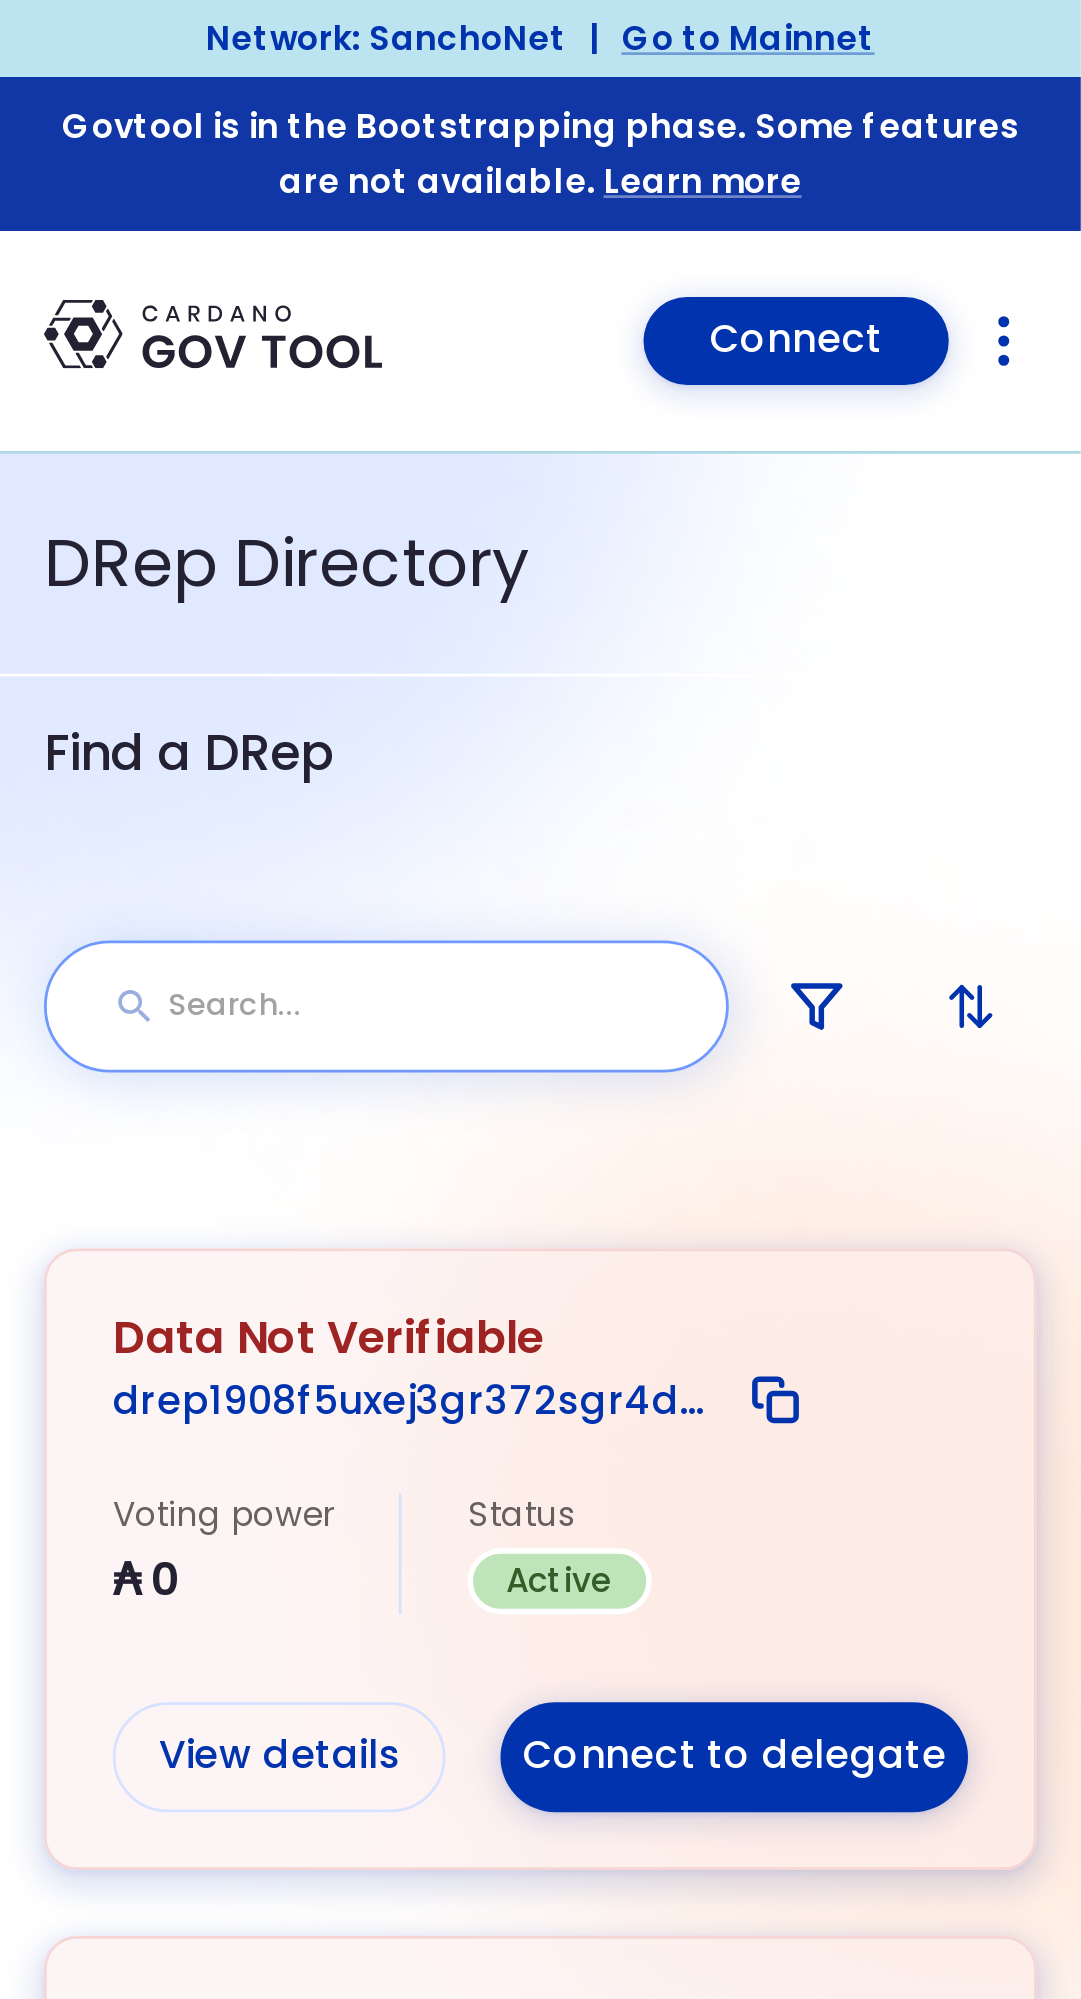 Network: SanchoNet | Go to Mainnet
Govtool is in the Bootstrapping phase. Some features
are not available. Learn more
CARDANO
GOV TOOL
Connect
DRep Directory
Find a DRep
Search...
Data Not Verifiable
drep1908f5uxej3gr372sgr4d...
Voting power
Status
₳ 0
Active
View details
Connect to delegate